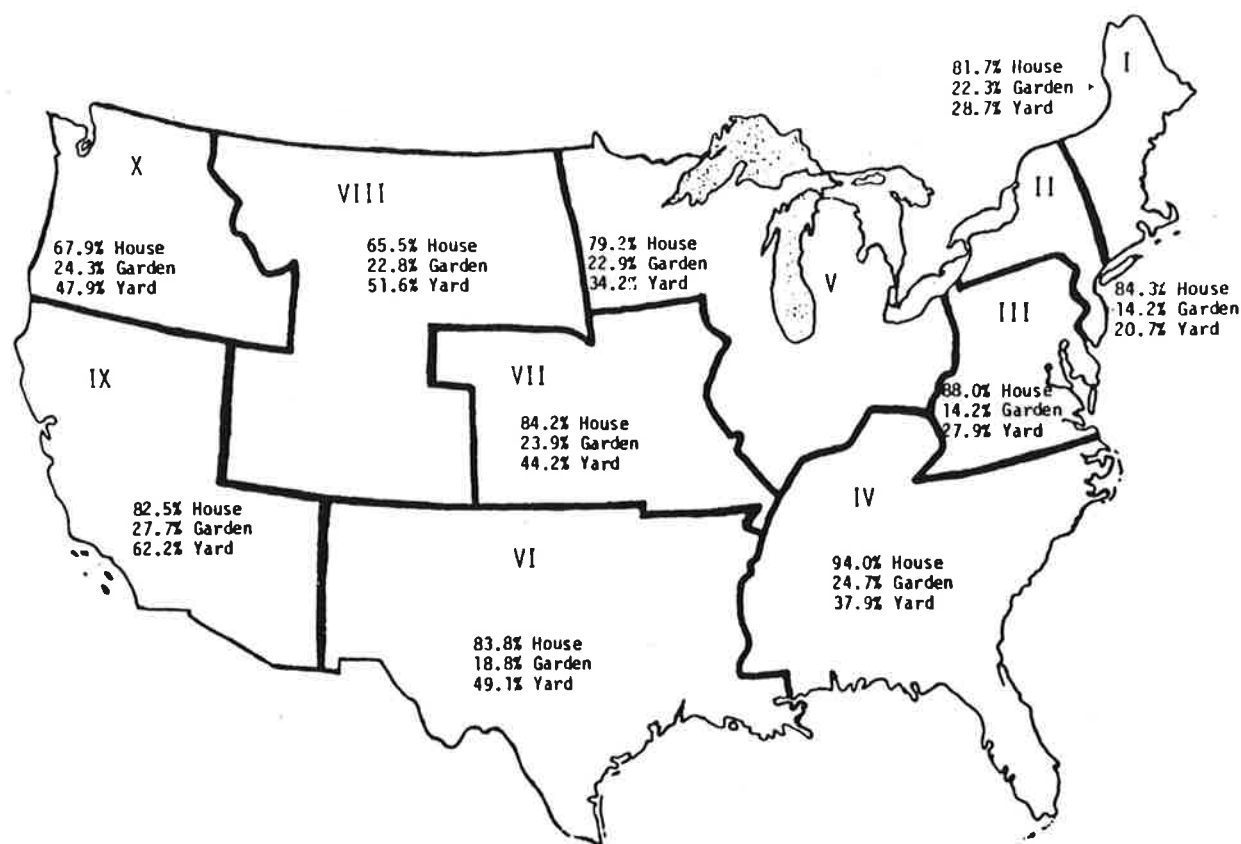 I
81.7% House
22.3% Garden
28.7% Yard
II
84.3% House
14.2% Garden
20.7% Yard
X
67.9% House
24.3% Garden
47.9% Yard
VIII
65.5% House
22.8% Garden
51.6% Yard
79.2% House
22.9% Garden
34.2% Yard
V
III
88.0% House
14.2% Garden
27.9% Yard
IX
82.5% House
27.7% Garden
62.2% Yard
VII
84.2% House
23.9% Garden
44.2% Yard
IV
94.0% House
24.7% Garden
37.9% Yard
VI
83.8% House
18.8% Garden
49.1% Yard